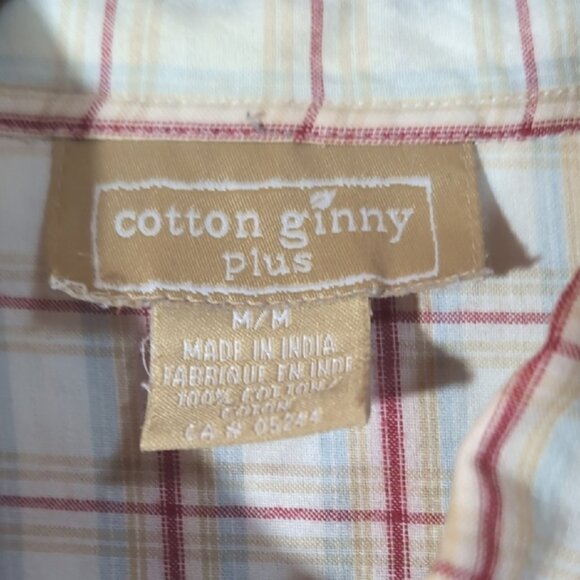 cotton ginny
plus
M/M
MADE IN INDIA
FABRIQUE EN INDE
100% COTTON/
COTON
CA # 05244